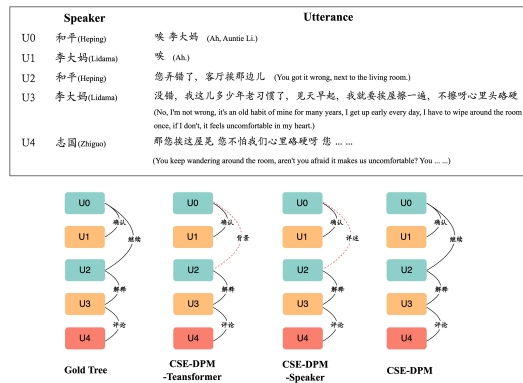 Speaker Utterance
U0 和平(Heping) 唉 李大妈 (Ah, Auntie Li.)
U1 李大妈(Lidama) 唉 (Ah.)
U2 和平(Heping) 您弄错了，客厅挨那边儿 (You got it wrong, next to the living room.)
U3 李大妈(Lidama) 没错，我这儿多少年老习惯了，见天早起，我就要挨屋擦一遍，不擦呀心里头硌硬
(No, I'm not wrong, it's an old habit of mine for many years, I get up early every day, I have to wipe around the room
once, if I don't, it feels uncomfortable in my heart.)
U4 志国(Zhiguo) 那您挨这屋晃 您不怕我们心里硌硬呀 您 ... ...
(You keep wandering around the room, aren't you afraid it makes us uncomfortable? You ... ...)
U0 U0 U0 U0
确认 确认 确认 确认
U1 U1 U1 U1
继续 背景 详述 继续
U2 U2 U2 U2
解释 解释 解释 解释
U3 U3 U3 U3
评论 评论 评论 评论
U4 U4 U4 U4
Gold Tree CSE-DPM CSE-DPM CSE-DPM
-Teansformer -Speaker